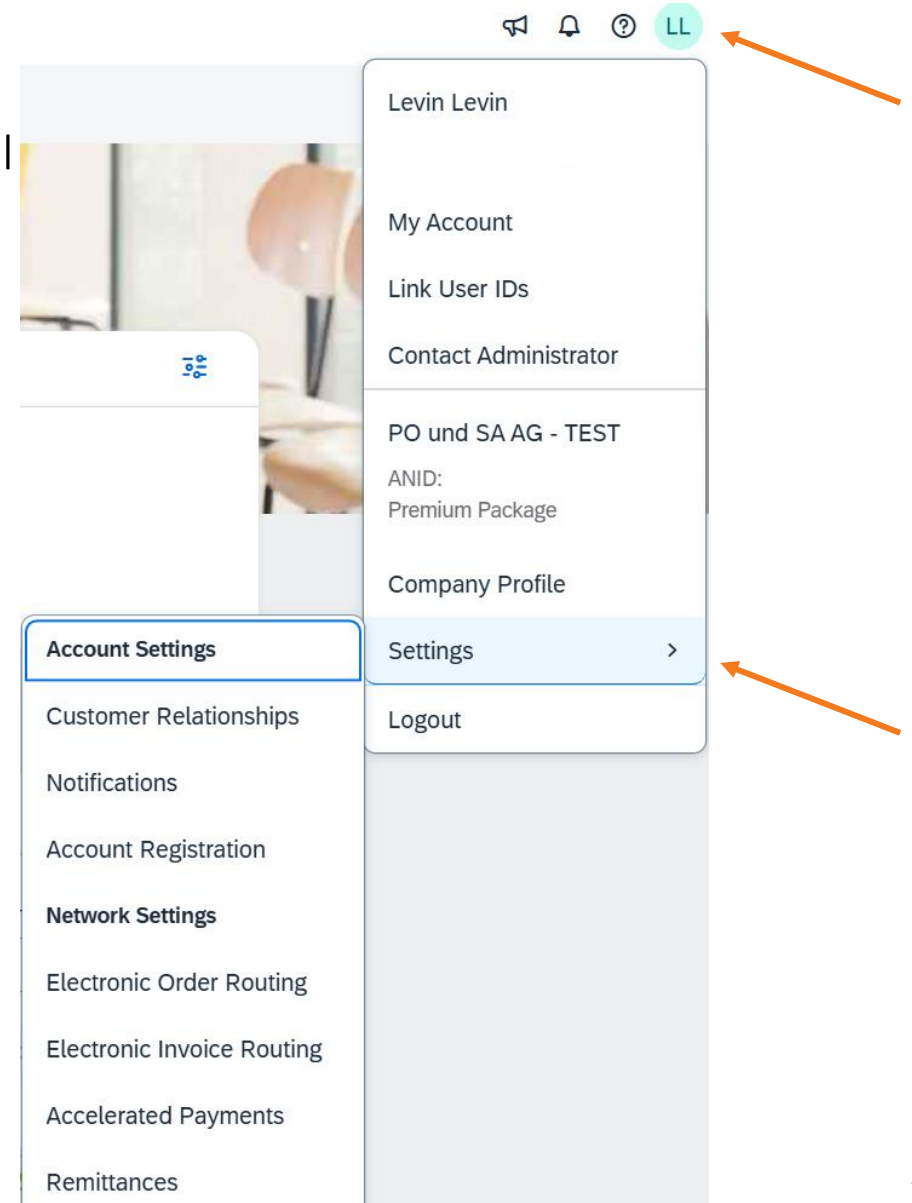 LL
Levin Levin
My Account
Link User IDs
Contact Administrator
PO und SA AG - TEST
ANID:
Premium Package
Company Profile
Settings
Logout
Account Settings
Customer Relationships
Notifications
Account Registration
Network Settings
Electronic Order Routing
Electronic Invoice Routing
Accelerated Payments
Remittances